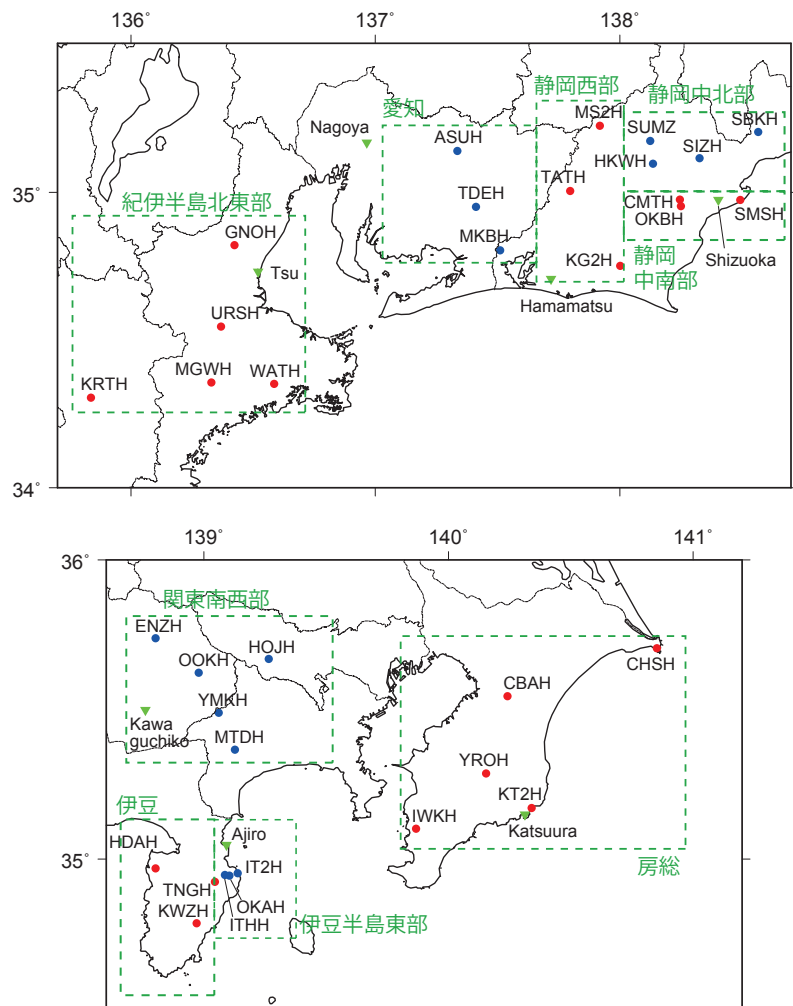 136˚
137˚
138˚
静岡西部
静岡中北部
愛知
MS2H
SBKH
Nagoya
ASUH
SUMZ
SIZH
HKWH
35˚
TATH
TDEH
CMTH
OKBH
SMSH
紀伊半島北東部
GNOH
MKBH
静岡
中南部
Shizuoka
Tsu
KG2H
Hamamatsu
URSH
MGWH
WATH
KRTH
34˚
139˚
140˚
141˚
36˚
関東南西部
ENZH
HOJH
OOKH
CHSH
CBAH
YMKH
Kawa
guchiko
MTDH
YROH
KT2H
IWKH
Katsuura
伊豆
Ajiro
HDAH
35˚
房総
IT2H
TNGH
OKAH
KWZH
ITHH
伊豆半島東部